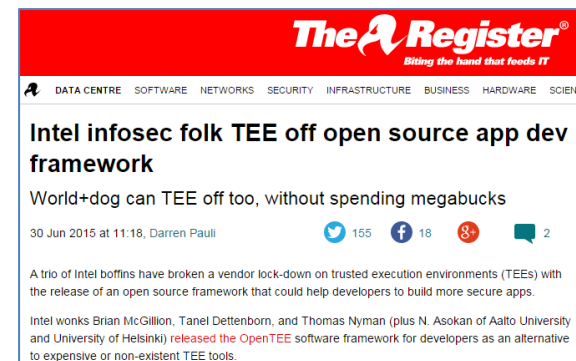 The Register®
Biting the hand that feeds IT
DATA CENTRE SOFTWARE NETWORKS SECURITY INFRASTRUCTURE BUSINESS HARDWARE SCIEN
Intel infosec folk TEE off open source app dev
framework
World+dog can TEE off too, without spending megabucks
30 Jun 2015 at 11:18, Darren Pauli 155 18 8+ 2
A trio of Intel boffins have broken a vendor lock-down on trusted execution environments (TEEs) with
the release of an open source framework that could help developers to build more secure apps.
Intel wonks Brian McGillion, Tanel Dettenborn, and Thomas Nyman (plus N. Asokan of Aalto University
and University of Helsinki) released the OpenTEE software framework for developers as an alternative
to expensive or non-existent TEE tools.